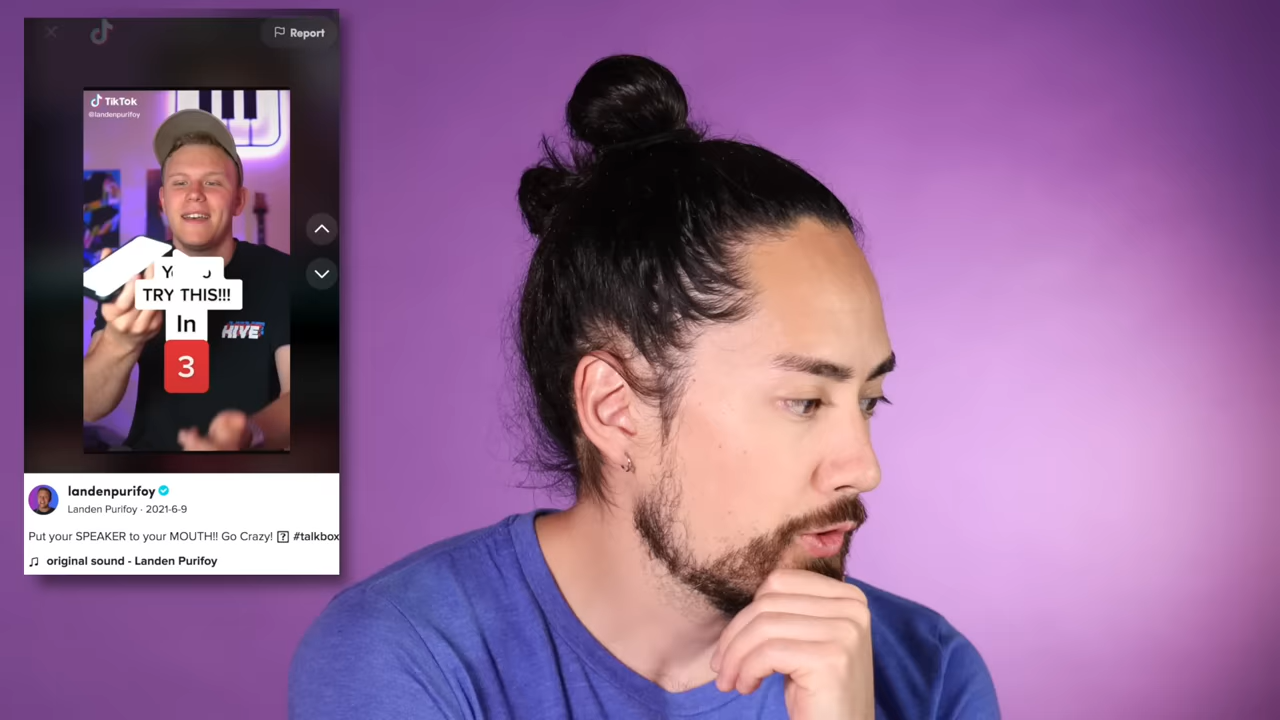 Report
TikTok
@landenpurifoy
TRY THIS!!!
In
3
HIVE
landenpurifoy
Landen Purifoy · 2021-6-9
Put your SPEAKER to your MOUTH!! Go Crazy! #talkbox
original sound - Landen Purifoy